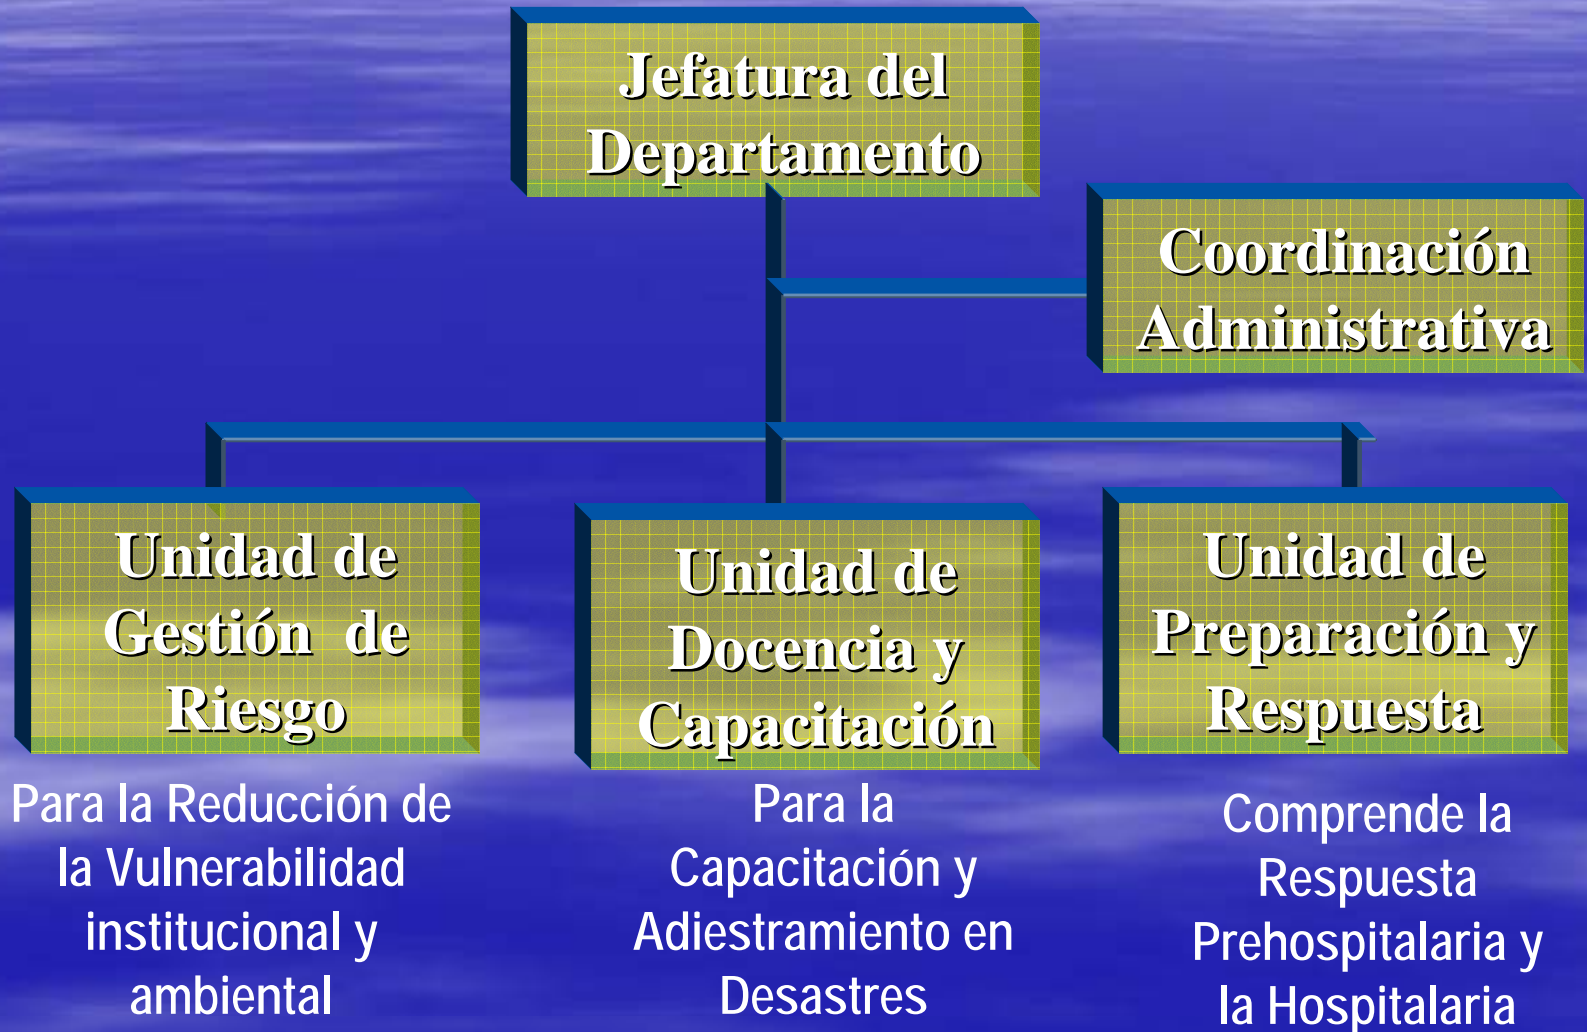 Jefatura del
Departamento
Coordinación
Administrativa
Unidad de
Gestión de
Riesgo
Para la Reducción de
la Vulnerabilidad
institucional y
ambiental
Unidad de
Docencia y
Capacitación
Para la
Capacitación y
Adiestramiento en
Desastres
Unidad de
Preparación y
Respuesta
Comprende la
Respuesta
Prehospitalaria y
la Hospitalaria